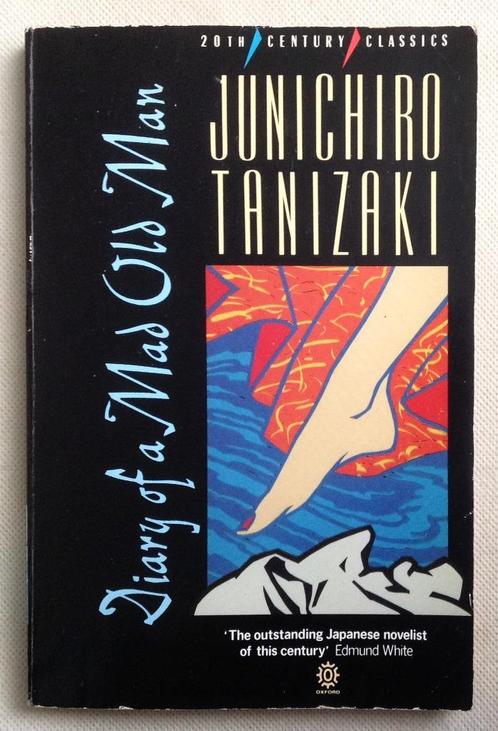 20TH CENTURY CLASSICS
JUNICHIRO
TANIZAKI
Diary of a Mad Old Man
'The outstanding Japanese novelist
of this century' Edmund White
OXFORD